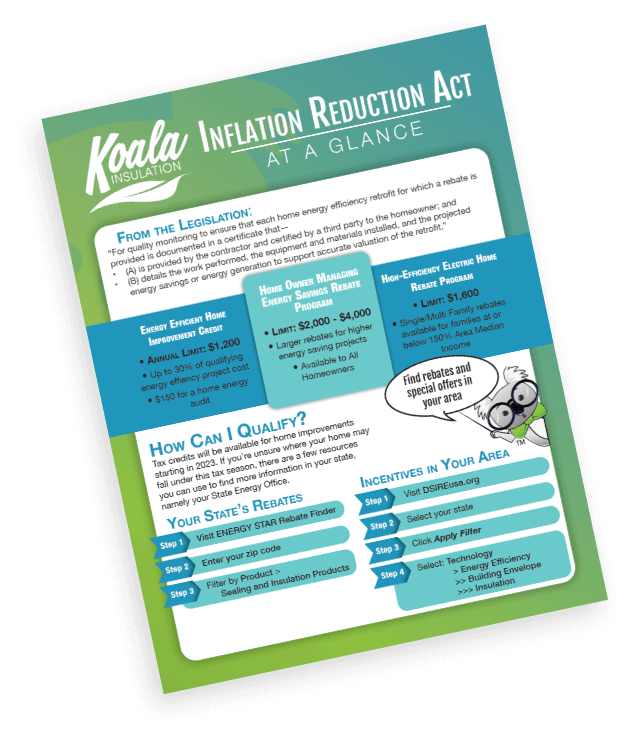 Koala
INSULATION
INFLATION REDUCTION ACT
AT A GLANCE
FROM THE LEGISLATION:
"For quality monitoring to ensure that each home energy efficiency retrofit for which a rebate is
provided is documented in a certificate that—
• (A) is provided by the contractor and certified by a third party to the homeowner; and
• (B) details the work performed, the equipment and materials installed, and the projected
energy savings or energy generation to support accurate valuation of the retrofit."
ENERGY EFFICIENT HOME
IMPROVEMENT CREDIT
• ANNUAL LIMIT: $1,200
• Up to 30% of qualifying
energy effiency project cost
• $150 for a home energy
audit
HOME OWNER MANAGING
ENERGY SAVINGS REBATE
PROGRAM
• LIMIT: $2,000 - $4,000
• Larger rebates for higher
energy saving projects
• Available to All
Homeowners
HIGH-EFFICIENCY ELECTRIC HOME
REBATE PROGRAM
• LIMIT: $1,600
• Single/Multi Family rebates
available for families at or
below 150% Area Median
Income
Find rebates and
special offers in
your area
TM
HOW CAN I QUALIFY?
Tax credits will be available for home improvements
starting in 2023. If you're unsure where your home may
fall under this tax season, there are a few resources
you can use to find more information in your state,
namely your State Energy Office.
YOUR STATE'S REBATES
Step 1 Visit ENERGY STAR Rebate Finder
Step 2 Enter your zip code
Step 3 Filter by Product >
Sealing and Insulation Products
INCENTIVES IN YOUR AREA
Step 1 Visit DSIREusa.org
Step 2 Select your state
Step 3 Click Apply Filter
Step 4 Select: Technology
> Energy Efficiency
>> Building Envelope
>>> Insulation